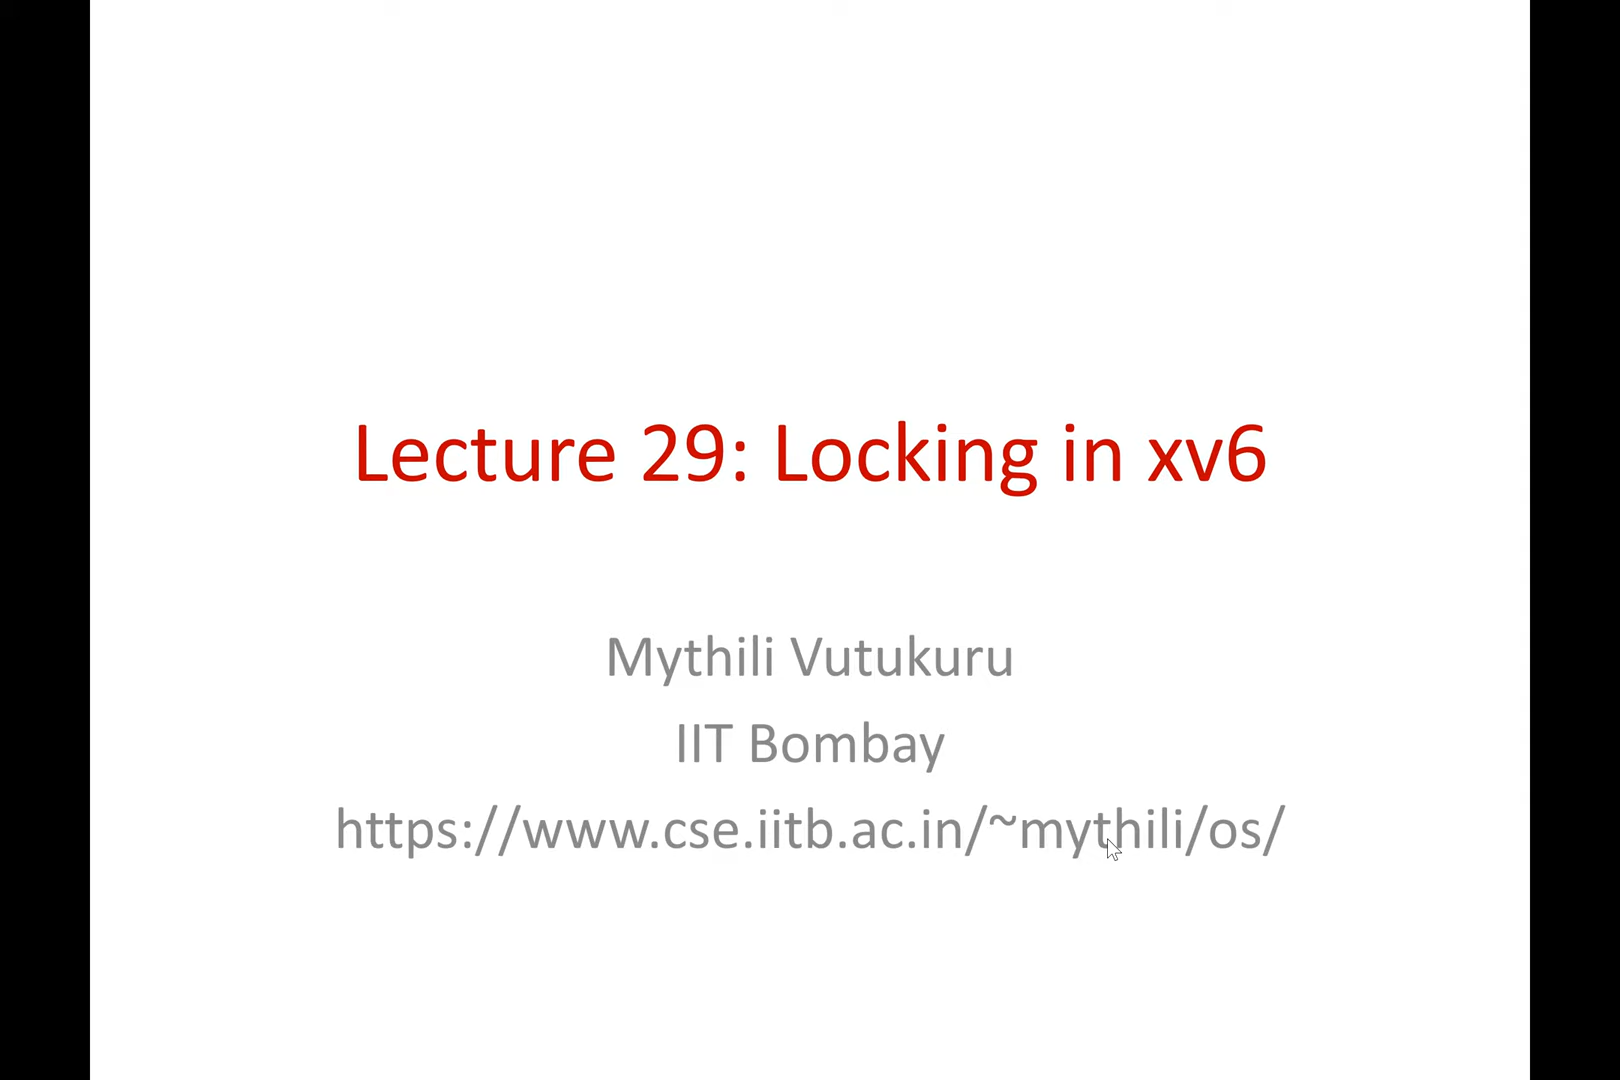 Lecture 29: Locking in xv6
Mythili Vutukuru
IIT Bombay
https://www.cse.iitb.ac.in/~mythili/os/